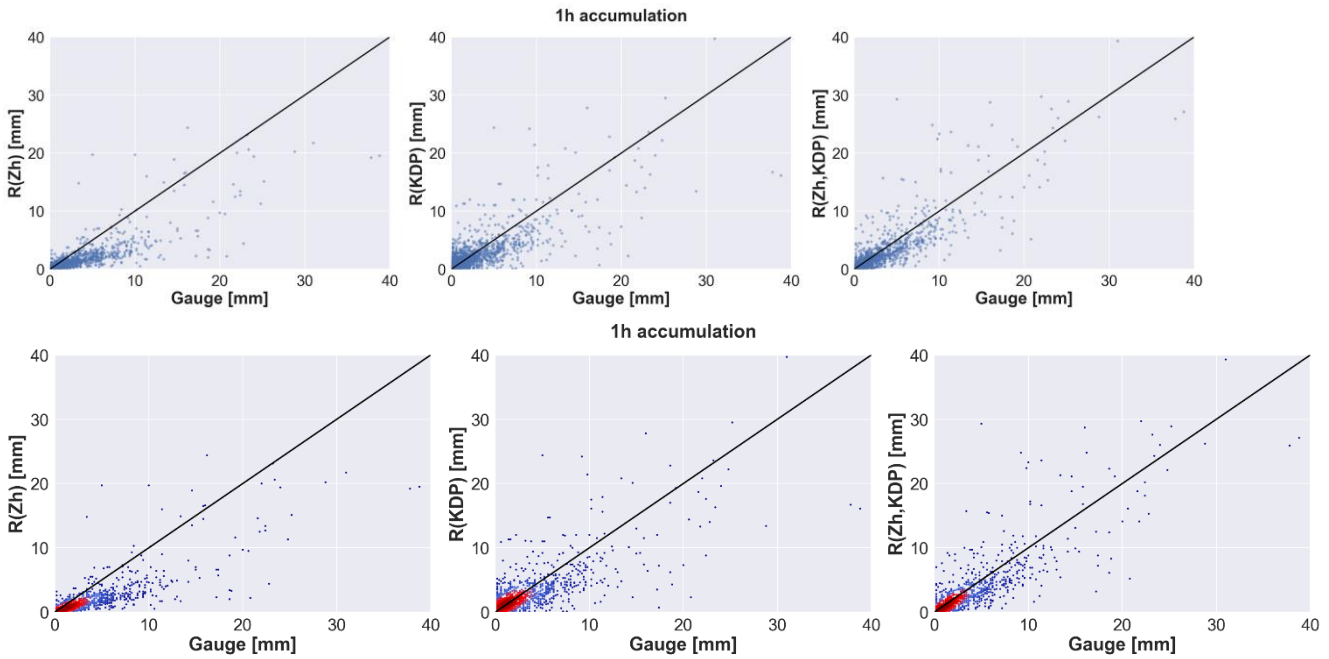 1h accumulation
40 40 40
30 30 30
20 20 20
10 10 10
0 0 0
R(Zh) [mm] R(KDP) [mm] R(Zh,KDP) [mm]
0 10 20 30 40 0 10 20 30 40 0 10 20 30 40
Gauge [mm] Gauge [mm] Gauge [mm]
1h accumulation
40 40 40
30 30 30
20 20 20
10 10 10
0 0 0
R(Zh) [mm] R(KDP) [mm] R(Zh,KDP) [mm]
0 10 20 30 40 0 10 20 30 40 0 10 20 30 40
Gauge [mm] Gauge [mm] Gauge [mm]